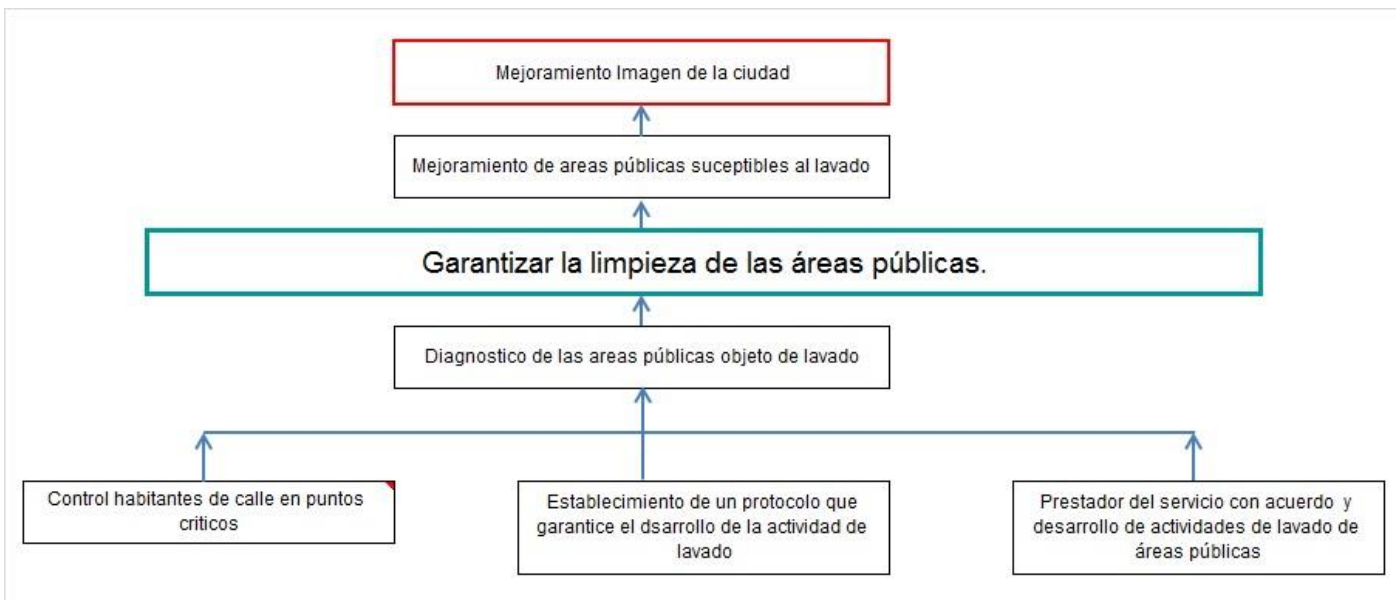 Mejoramiento Imagen de la ciudad
Mejoramiento de areas públicas suceptibles al lavado
Garantizar la limpieza de las áreas públicas.
Diagnostico de las areas públicas objeto de lavado
Control habitantes de calle en puntos
criticos
Establecimiento de un protocolo que
garantice el dsarrollo de la actividad de
lavado
Prestador del servicio con acuerdo y
desarrollo de actividades de lavado de
áreas públicas